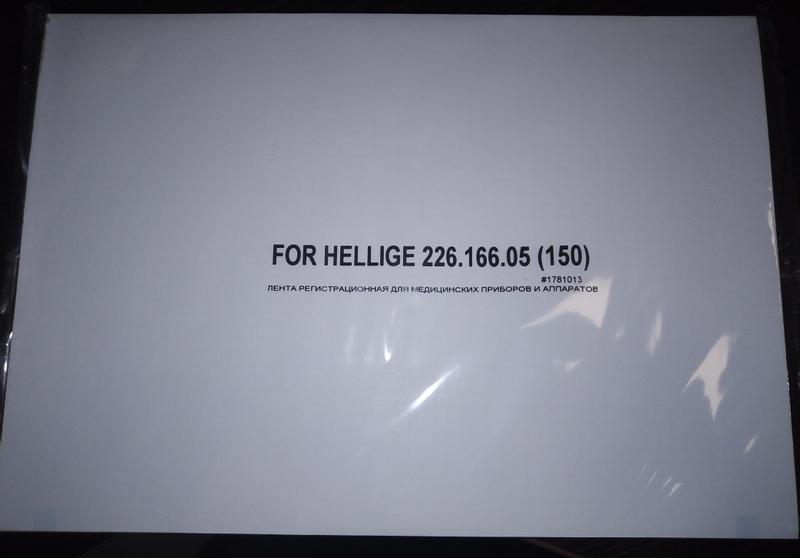 FOR HELLIGE 226.166.05 (150)
#1781013
ЛЕНТА РЕГИСТРАЦИОННАЯ ДЛЯ МЕДИЦИНСКИХ ПРИБОРОВ И АППАРАТОВ